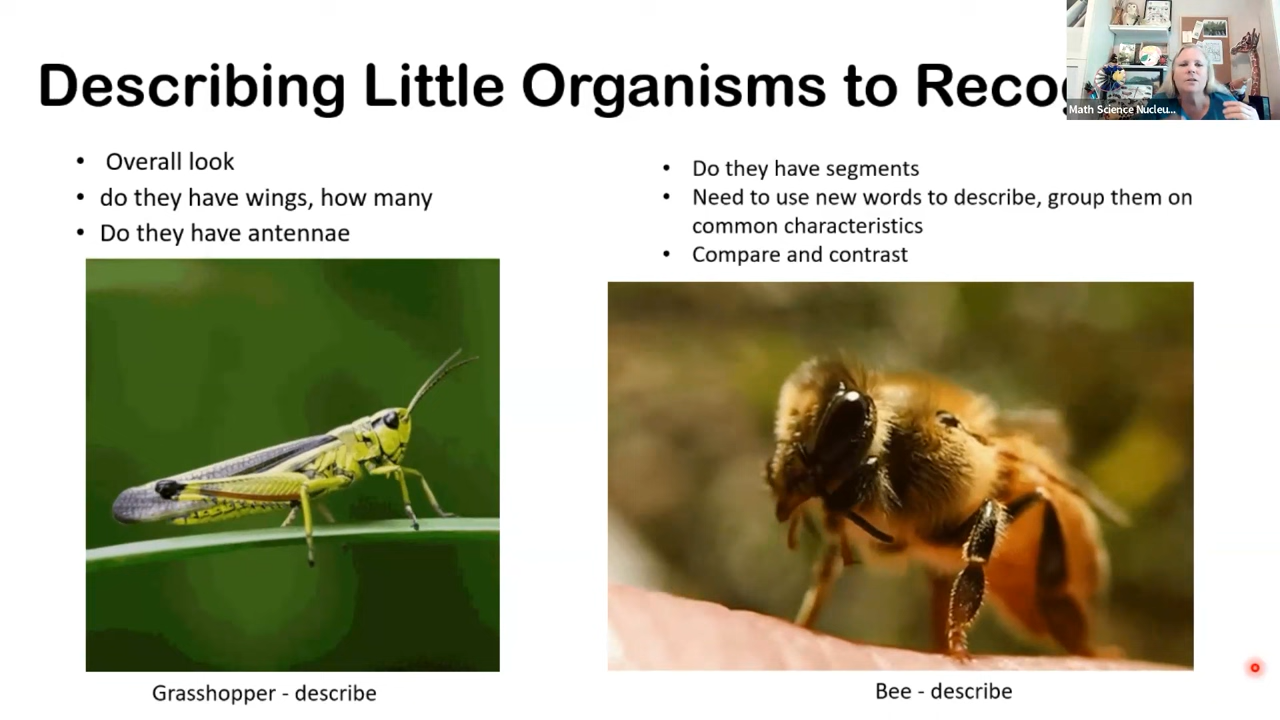 Describing Little Organisms to Recog
Math Science Nucleu...
• Overall look
• do they have wings, how many
• Do they have antennae
• Do they have segments
• Need to use new words to describe, group them on
common characteristics
• Compare and contrast
Grasshopper - describe
Bee - describe